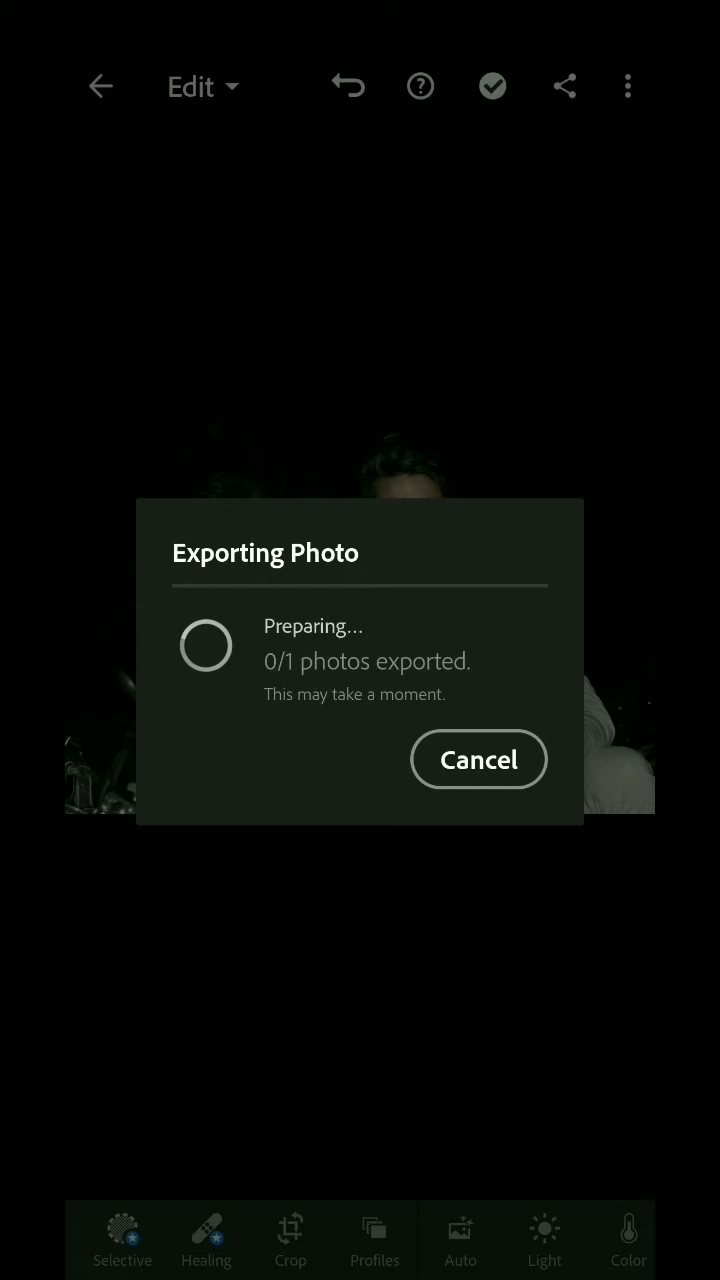 Edit
Exporting Photo
Preparing...
0/1 photos exported.
This may take a moment.
Cancel
Selective Healing Crop Profiles Auto Light Color